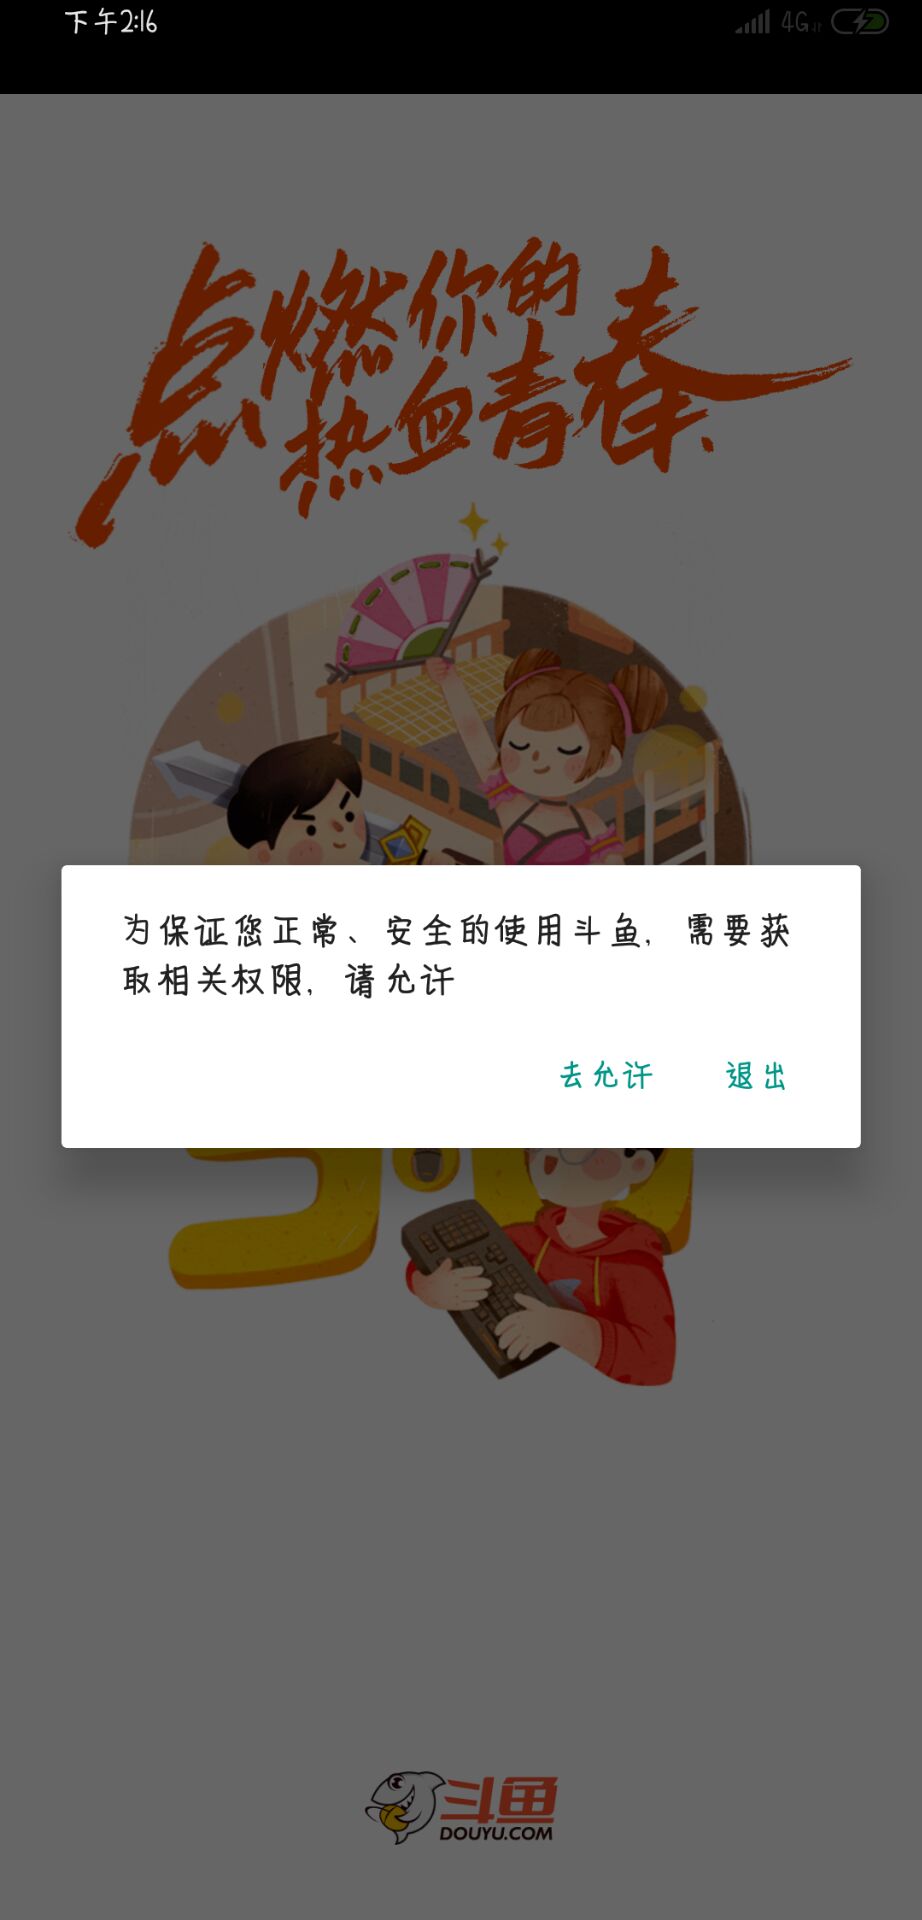 下午2:16
4G
点燃你的
热血青春
为保证您正常、安全的使用斗鱼，需要获
取相关权限，请允许
去允许 退出
斗鱼
DOUYU.COM